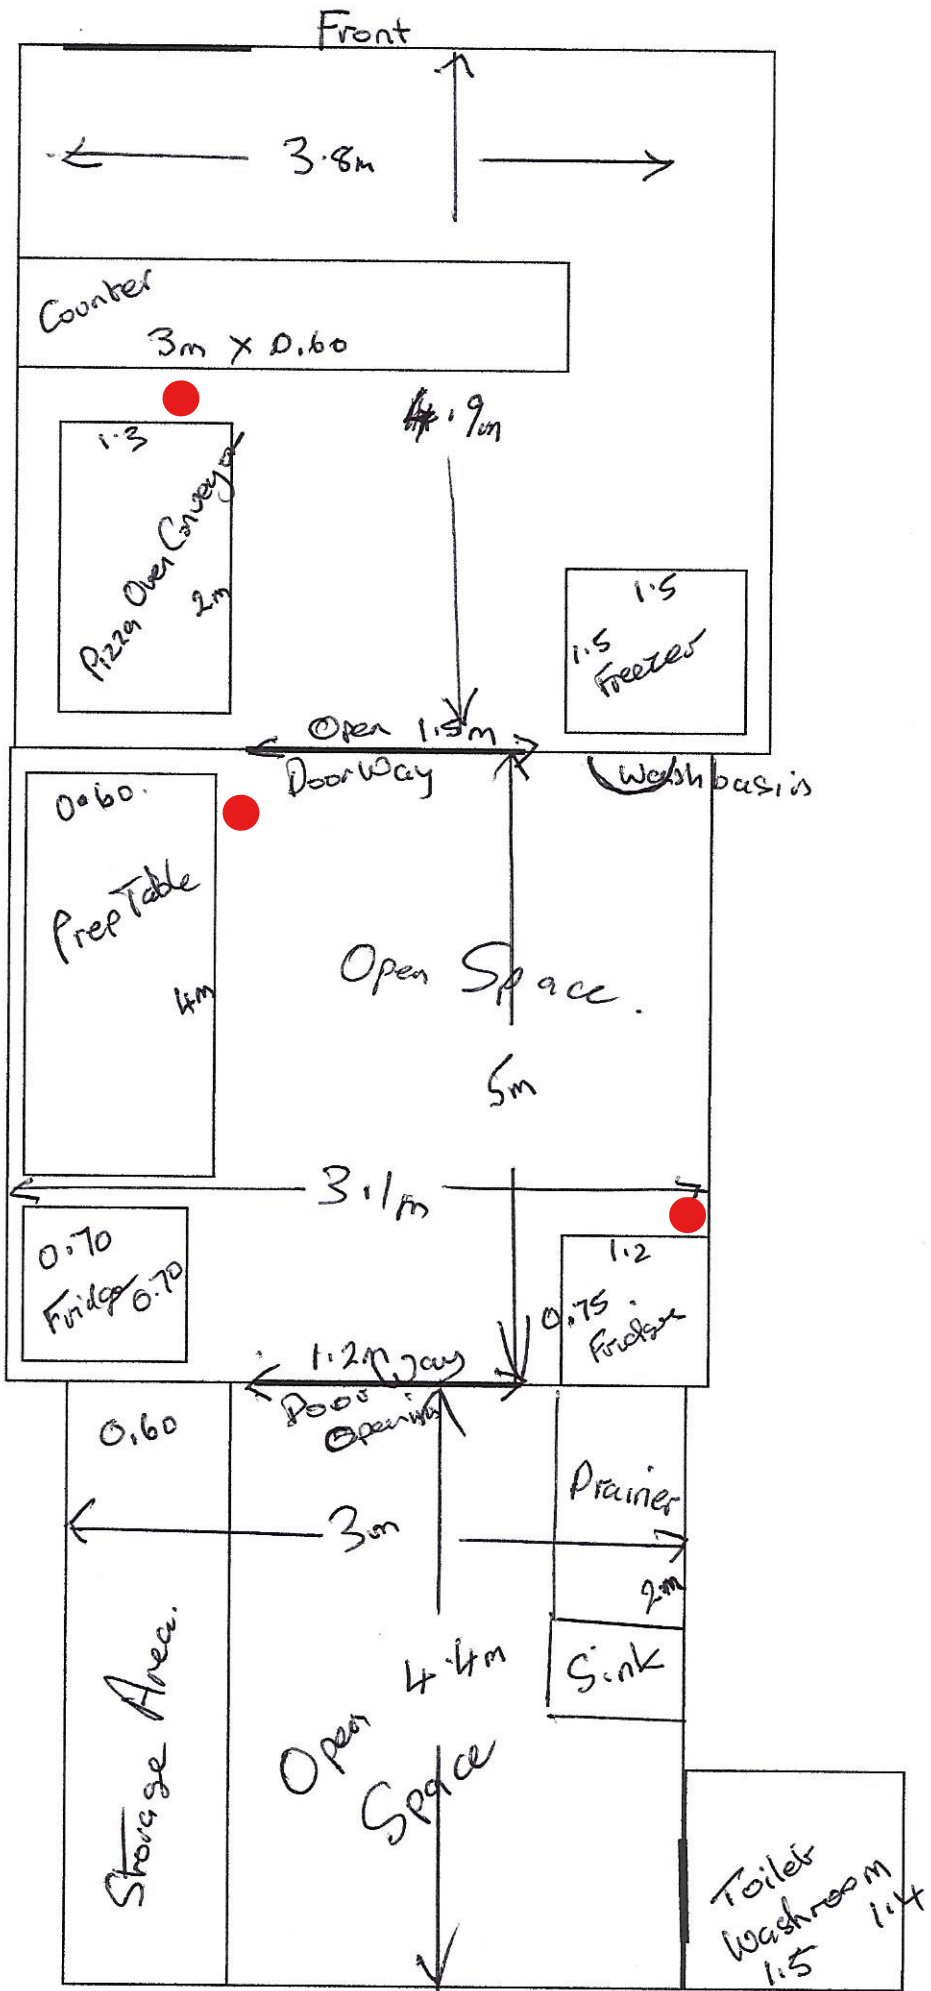 Front
3.8m
Counter
3m x 0.60
4.9m
1.3
Pizza Oven Conveyor
2m
1.5
1.5
Freezer
Open 1.5m
DoorWay
Wash basin
0.60.
Prep Table
4m
Open Space.
5m
3.1m
0.70
Fridge 0.70
1.2
0.75
Fridge
1.2m Way
Door
Opening
0.60
Drainer
3m
2m
Sink
Storage Area.
4.4m
Open
Space
Toilet
Washroom
1.4
1.5